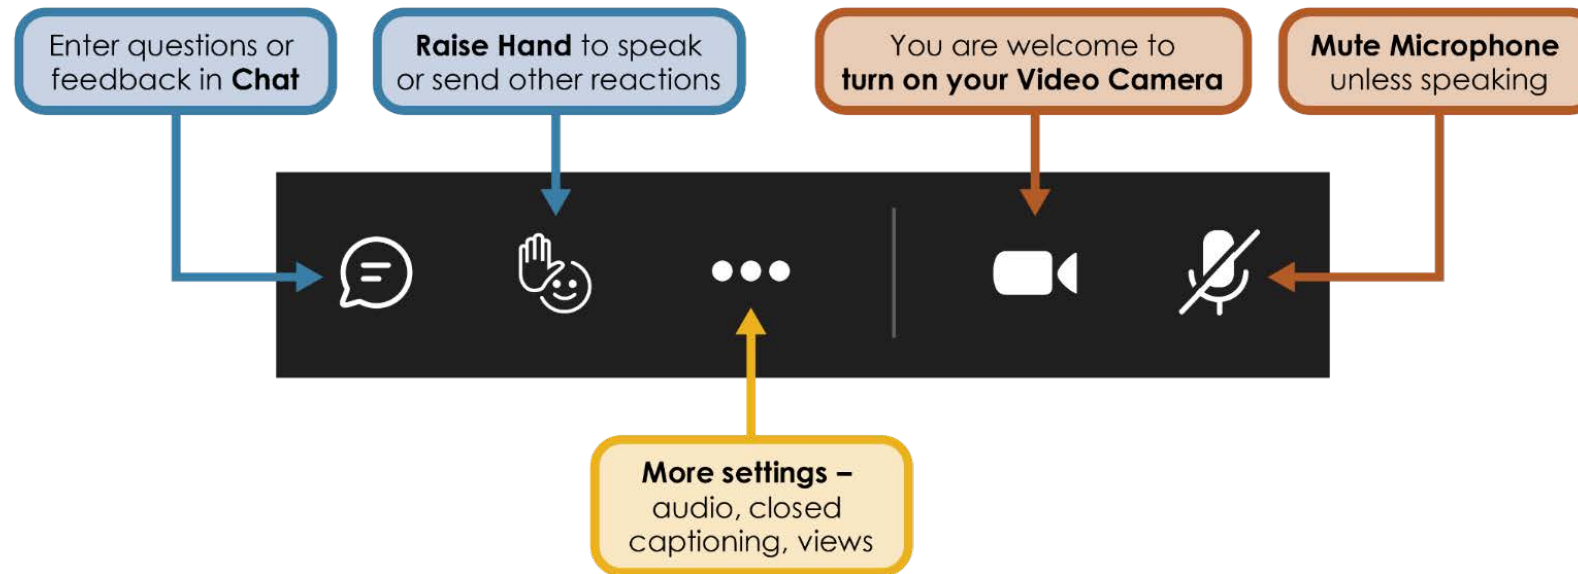 Enter questions or
feedback in Chat
Raise Hand to speak
or send other reactions
You are welcome to
turn on your Video Camera
Mute Microphone
unless speaking
More settings –
audio, closed
captioning, views